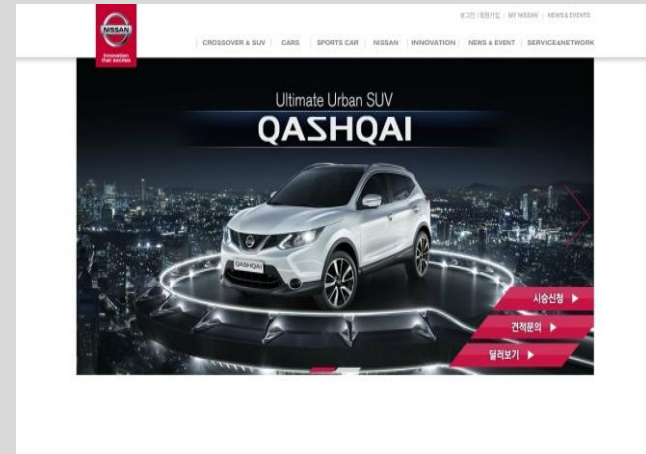 로그인 | 회원가입 | MY NISSAN | NEWS & EVENTS
NISSAN
Innovation
that excites
CROSSOVER & SUV | CARS | SPORTS CAR | NISSAN | INNOVATION | NEWS & EVENT | SERVICE&NETWORK
Ultimate Urban SUV
QASHQAI
QASHQAI
시승신청 ▶
견적문의 ▶
딜러보기 ▶